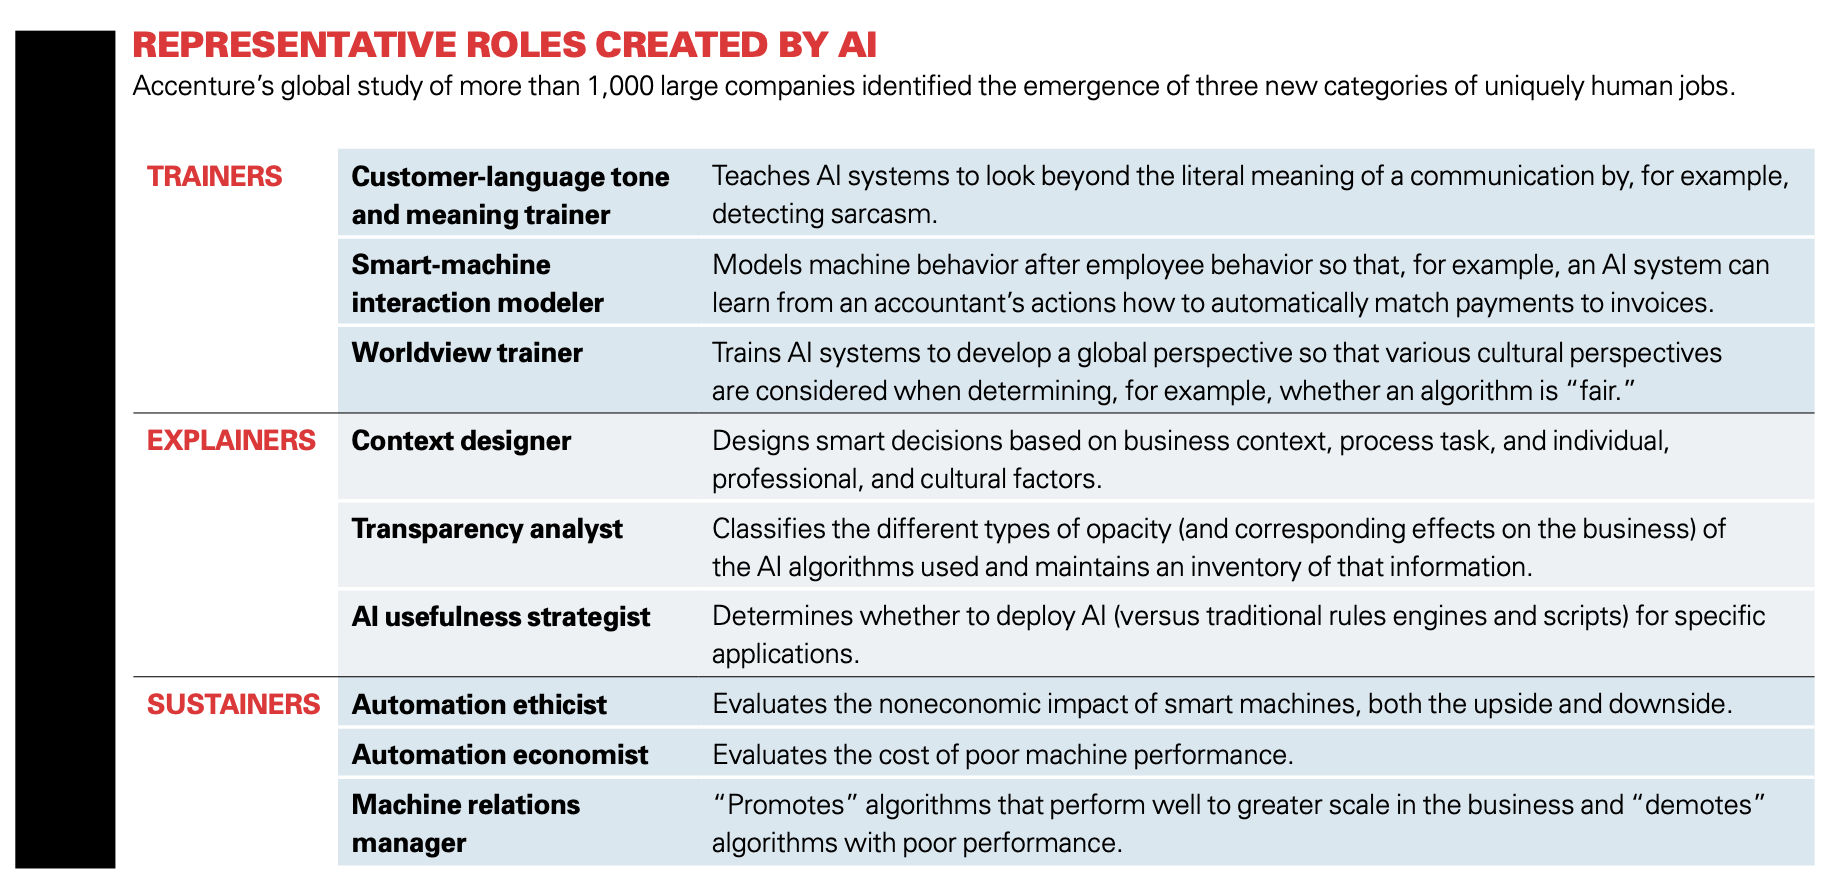 REPRESENTATIVE ROLES CREATED BY AI
Accenture’s global study of more than 1,000 large companies identified the emergence of three new categories of uniquely human jobs.
TRAINERS
Customer-language tone
and meaning trainer
Teaches AI systems to look beyond the literal meaning of a communication by, for example,
detecting sarcasm.
Smart-machine
interaction modeler
Models machine behavior after employee behavior so that, for example, an AI system can
learn from an accountant’s actions how to automatically match payments to invoices.
Worldview trainer
Trains AI systems to develop a global perspective so that various cultural perspectives
are considered when determining, for example, whether an algorithm is “fair.”
EXPLAINERS
Context designer
Designs smart decisions based on business context, process task, and individual,
professional, and cultural factors.
Transparency analyst
Classifies the different types of opacity (and corresponding effects on the business) of
the AI algorithms used and maintains an inventory of that information.
AI usefulness strategist
Determines whether to deploy AI (versus traditional rules engines and scripts) for specific
applications.
SUSTAINERS
Automation ethicist
Evaluates the noneconomic impact of smart machines, both the upside and downside.
Automation economist
Evaluates the cost of poor machine performance.
Machine relations
manager
“Promotes” algorithms that perform well to greater scale in the business and “demotes”
algorithms with poor performance.